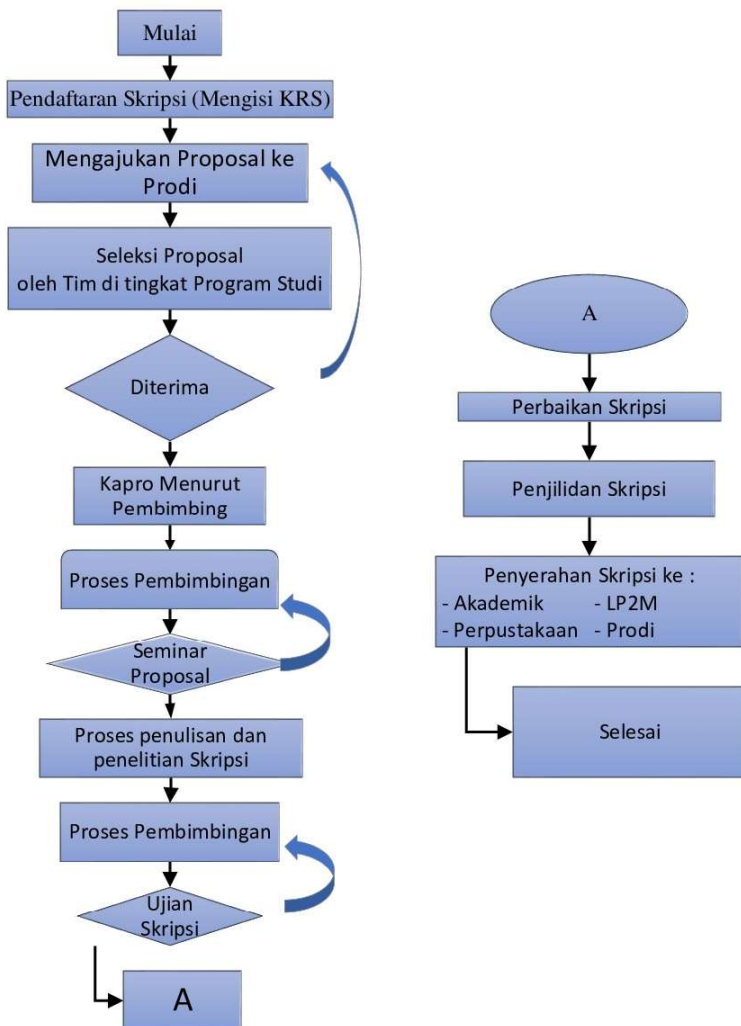 Mulai
Pendaftaran Skripsi (Mengisi KRS)
Mengajukan Proposal ke
Prodi
Seleksi Proposal
oleh Tim di tingkat Program Studi
Diterima
Kapro Menurut
Pembimbing
Proses Pembimbingan
Seminar
Proposal
Proses penulisan dan
penelitian Skripsi
Proses Pembimbingan
Ujian
Skripsi
A
A
Perbaikan Skripsi
Penjilidan Skripsi
Penyerahan Skripsi ke :
- Akademik - LP2M
- Perpustakaan - Prodi
Selesai